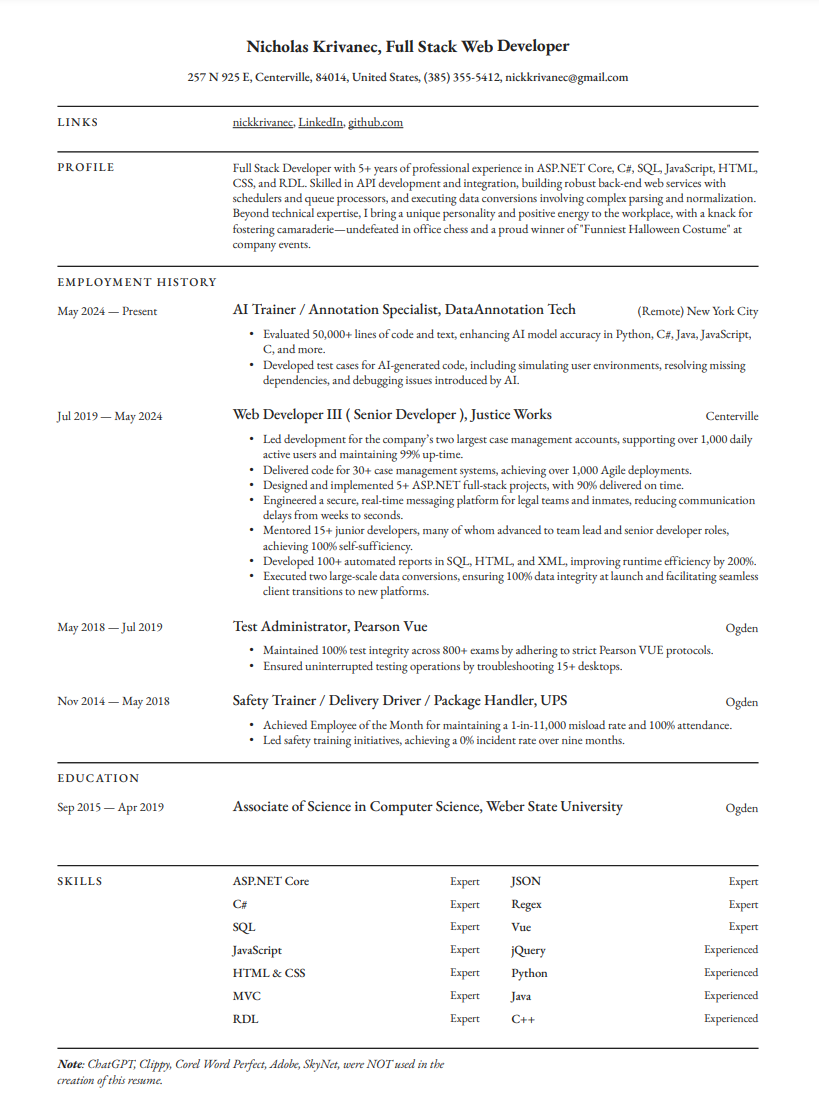 Nicholas Krivanec, Full Stack Web Developer
257 N 925 E, Centerville, 84014, United States, (385) 355-5412, nickkrivanec@gmail.com
LINKS
nickkrivanec, LinkedIn, github.com
PROFILE
Full Stack Developer with 5+ years of professional experience in ASP.NET Core, C#, SQL, JavaScript, HTML,
CSS, and RDL. Skilled in API development and integration, building robust back-end web services with
schedulers and queue processors, and executing data conversions involving complex parsing and normalization.
Beyond technical expertise, I bring a unique personality and positive energy to the workplace, with a knack for
fostering camaraderie—undefeated in office chess and a proud winner of "Funniest Halloween Costume" at
company events.
EMPLOYMENT HISTORY
May 2024 — Present AI Trainer / Annotation Specialist, DataAnnotation Tech (Remote) New York City
• Evaluated 50,000+ lines of code and text, enhancing AI model accuracy in Python, C#, Java, JavaScript,
C, and more.
• Developed test cases for AI-generated code, including simulating user environments, resolving missing
dependencies, and debugging issues introduced by AI.
Jul 2019 — May 2024 Web Developer III ( Senior Developer ), Justice Works Centerville
• Led development for the company's two largest case management accounts, supporting over 1,000 daily
active users and maintaining 99% up-time.
• Delivered code for 30+ case management systems, achieving over 1,000 Agile deployments.
• Designed and implemented 5+ ASP.NET full-stack projects, with 90% delivered on time.
• Engineered a secure, real-time messaging platform for legal teams and inmates, reducing communication
delays from weeks to seconds.
• Mentored 15+ junior developers, many of whom advanced to team lead and senior developer roles,
achieving 100% self-sufficiency.
• Developed 100+ automated reports in SQL, HTML, and XML, improving runtime efficiency by 200%.
• Executed two large-scale data conversions, ensuring 100% data integrity at launch and facilitating seamless
client transitions to new platforms.
May 2018 — Jul 2019 Test Administrator, Pearson Vue Ogden
• Maintained 100% test integrity across 800+ exams by adhering to strict Pearson VUE protocols.
• Ensured uninterrupted testing operations by troubleshooting 15+ desktops.
Nov 2014 — May 2018 Safety Trainer / Delivery Driver / Package Handler, UPS Ogden
• Achieved Employee of the Month for maintaining a 1-in-11,000 misload rate and 100% attendance.
• Led safety training initiatives, achieving a 0% incident rate over nine months.
EDUCATION
Sep 2015 — Apr 2019 Associate of Science in Computer Science, Weber State University Ogden
SKILLS
ASP.NET Core Expert JSON Expert
C# Expert Regex Expert
SQL Expert Vue Expert
JavaScript Expert jQuery Experienced
HTML & CSS Expert Python Experienced
MVC Expert Java Experienced
RDL Expert C++ Experienced
Note: ChatGPT, Clippy, Corel Word Perfect, Adobe, SkyNet, were NOT used in the
creation of this resume.